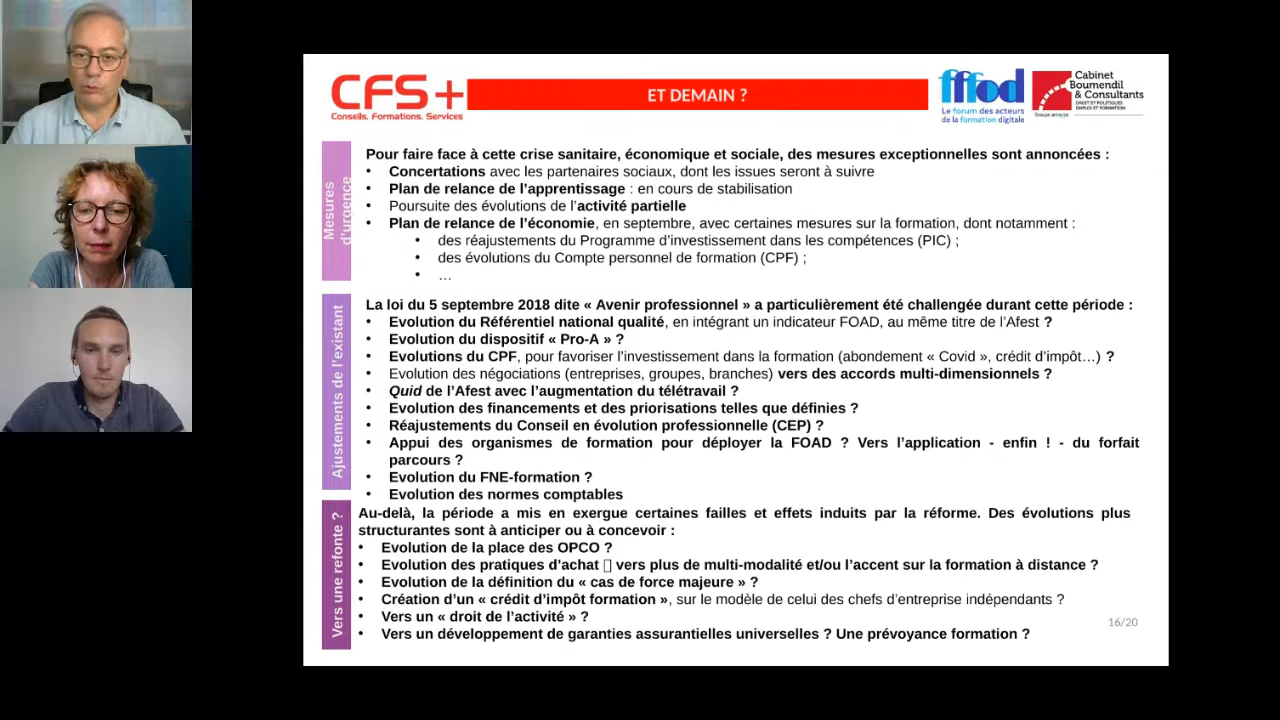 CFS+
Conseils, Formations, Services
ET DEMAIN ?
fffod
Le forum des acteurs
de la formation digitale
Cabinet
Boumendil
& Consultants
DROIT ET POLITIQUES
EMPLOI ET FORMATION
Mesures
d'urgence
Pour faire face à cette crise sanitaire, économique et sociale, des mesures exceptionnelles sont annoncées :
• Concertations avec les partenaires sociaux, dont les issues seront à suivre
• Plan de relance de l'apprentissage : en cours de stabilisation
• Poursuite des évolutions de l'activité partielle
• Plan de relance de l'économie, en septembre, avec certaines mesures sur la formation, dont notamment :
• des réajustements du Programme d'investissement dans les compétences (PIC) ;
• des évolutions du Compte personnel de formation (CPF) ;
• …
Ajustements de l'existant
La loi du 5 septembre 2018 dite « Avenir professionnel » a particulièrement été challengée durant cette période :
• Evolution du Référentiel national qualité, en intégrant un indicateur FOAD, au même titre de l'Afest ?
• Evolution du dispositif « Pro-A » ?
• Evolutions du CPF, pour favoriser l'investissement dans la formation (abondement « Covid », crédit d'impôt…) ?
• Evolution des négociations (entreprises, groupes, branches) vers des accords multi-dimensionnels ?
• Quid de l'Afest avec l'augmentation du télétravail ?
• Evolution des financements et des priorisations telles que définies ?
• Réajustements du Conseil en évolution professionnelle (CEP) ?
• Appui des organismes de formation pour déployer la FOAD ? Vers l'application - enfin ! - du forfait
parcours ?
• Evolution du FNE-formation ?
• Evolution des normes comptables
Vers une refonte ?
Au-delà, la période a mis en exergue certaines failles et effets induits par la réforme. Des évolutions plus
structurantes sont à anticiper ou à concevoir :
• Evolution de la place des OPCO ?
• Evolution des pratiques d'achat vers plus de multi-modalité et/ou l'accent sur la formation à distance ?
• Evolution de la définition du « cas de force majeure » ?
• Création d'un « crédit d'impôt formation », sur le modèle de celui des chefs d'entreprise indépendants ?
• Vers un « droit de l'activité » ?
• Vers un développement de garanties assurantielles universelles ? Une prévoyance formation ?
16/20